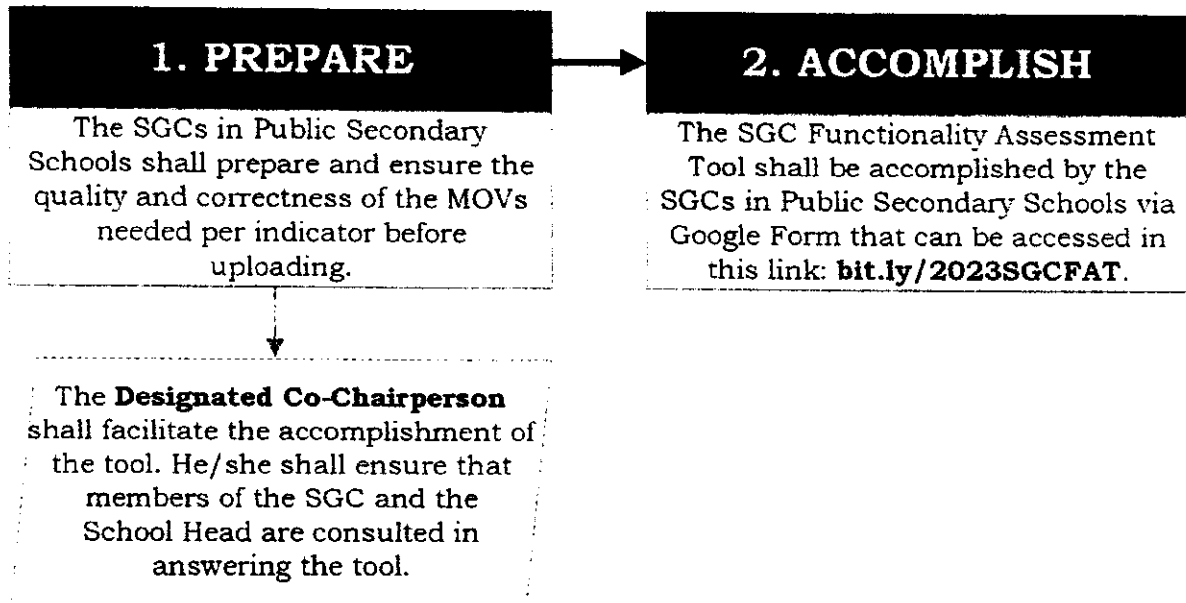 1. PREPARE
The SGCs in Public Secondary
Schools shall prepare and ensure the
quality and correctness of the MOVs
needed per indicator before
uploading.
The Designated Co-Chairperson
shall facilitate the accomplishment of
the tool. He/she shall ensure that
members of the SGC and the
School Head are consulted in
answering the tool.
2. ACCOMPLISH
The SGC Functionality Assessment
Tool shall be accomplished by the
SGCs in Public Secondary Schools via
Google Form that can be accessed in
this link: bit.ly/2023SGCFAT.